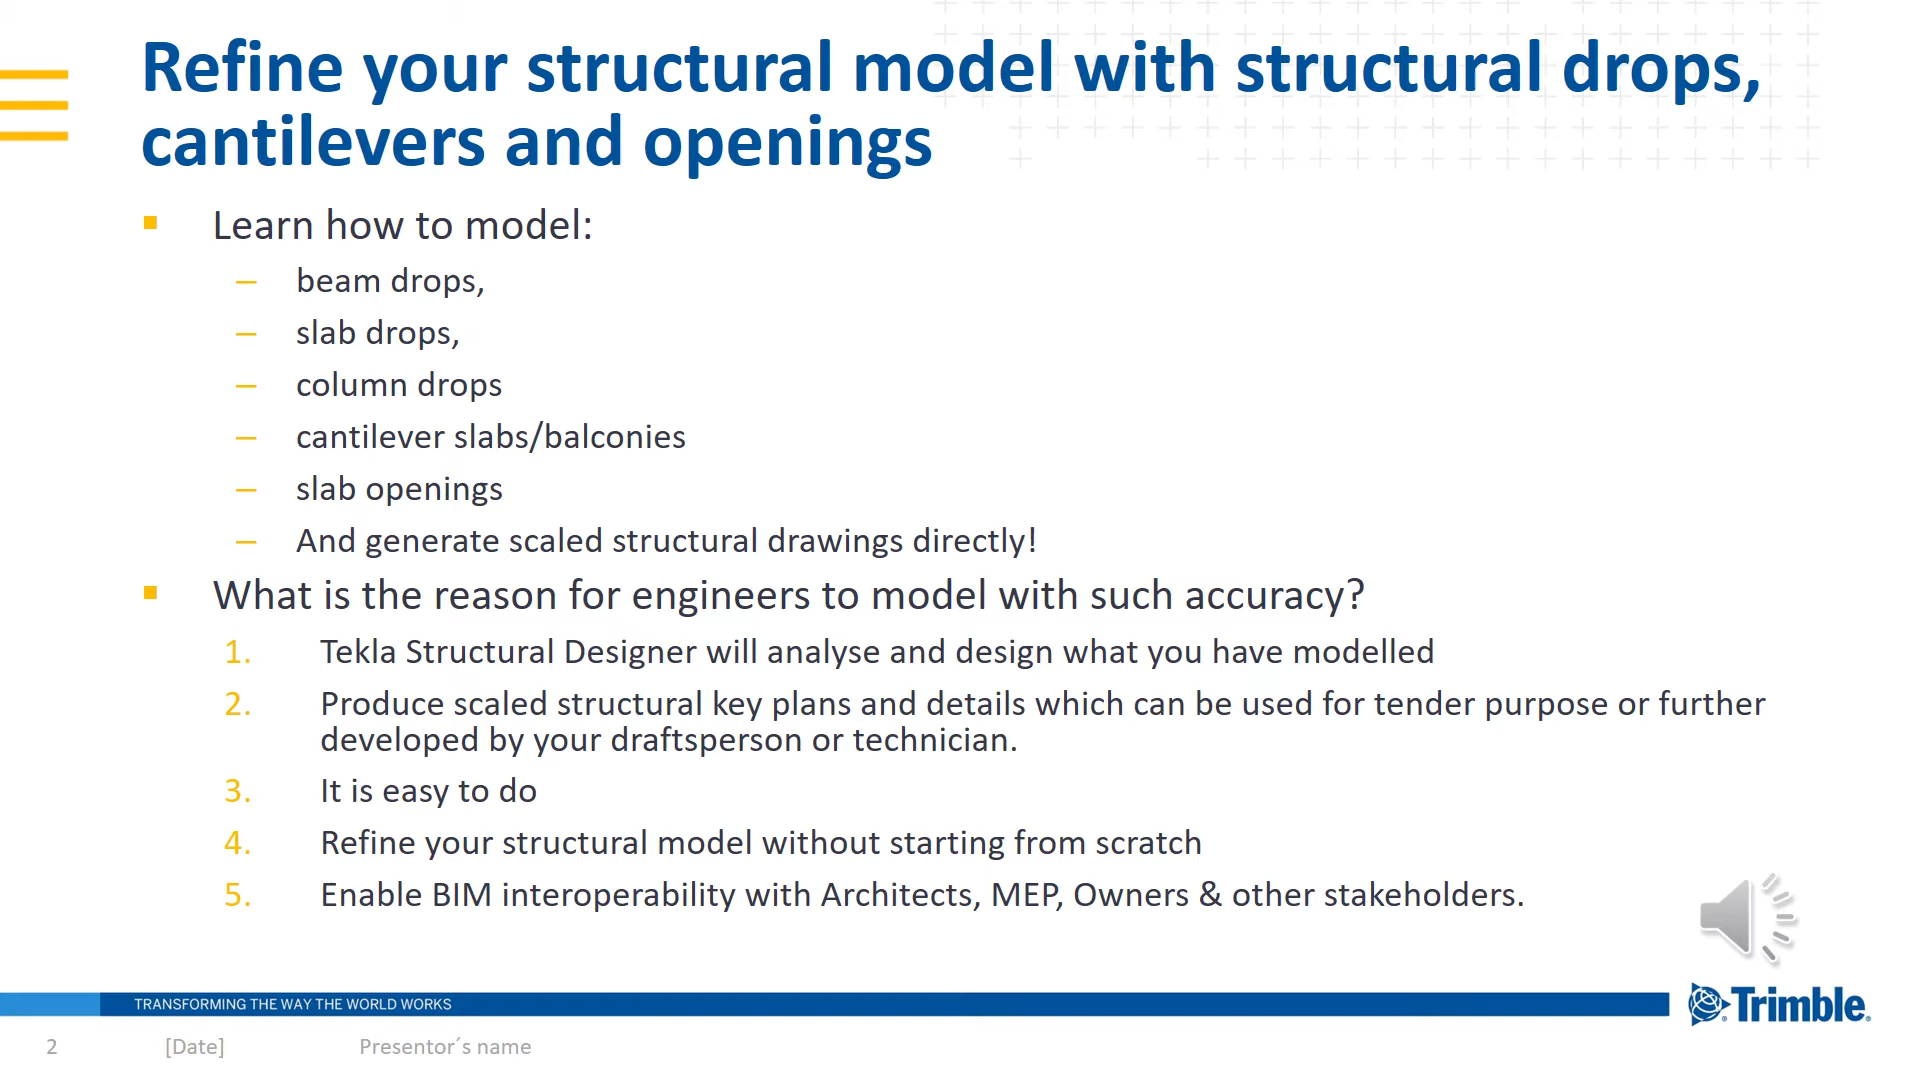 Refine your structural model with structural drops,
cantilevers and openings
▪ Learn how to model:
– beam drops,
– slab drops,
– column drops
– cantilever slabs/balconies
– slab openings
– And generate scaled structural drawings directly!
▪ What is the reason for engineers to model with such accuracy?
1. Tekla Structural Designer will analyse and design what you have modelled
2. Produce scaled structural key plans and details which can be used for tender purpose or further
developed by your draftsperson or technician.
3. It is easy to do
4. Refine your structural model without starting from scratch
5. Enable BIM interoperability with Architects, MEP, Owners & other stakeholders.
TRANSFORMING THE WAY THE WORLD WORKS
Trimble
2 [Date] Presentor´s name